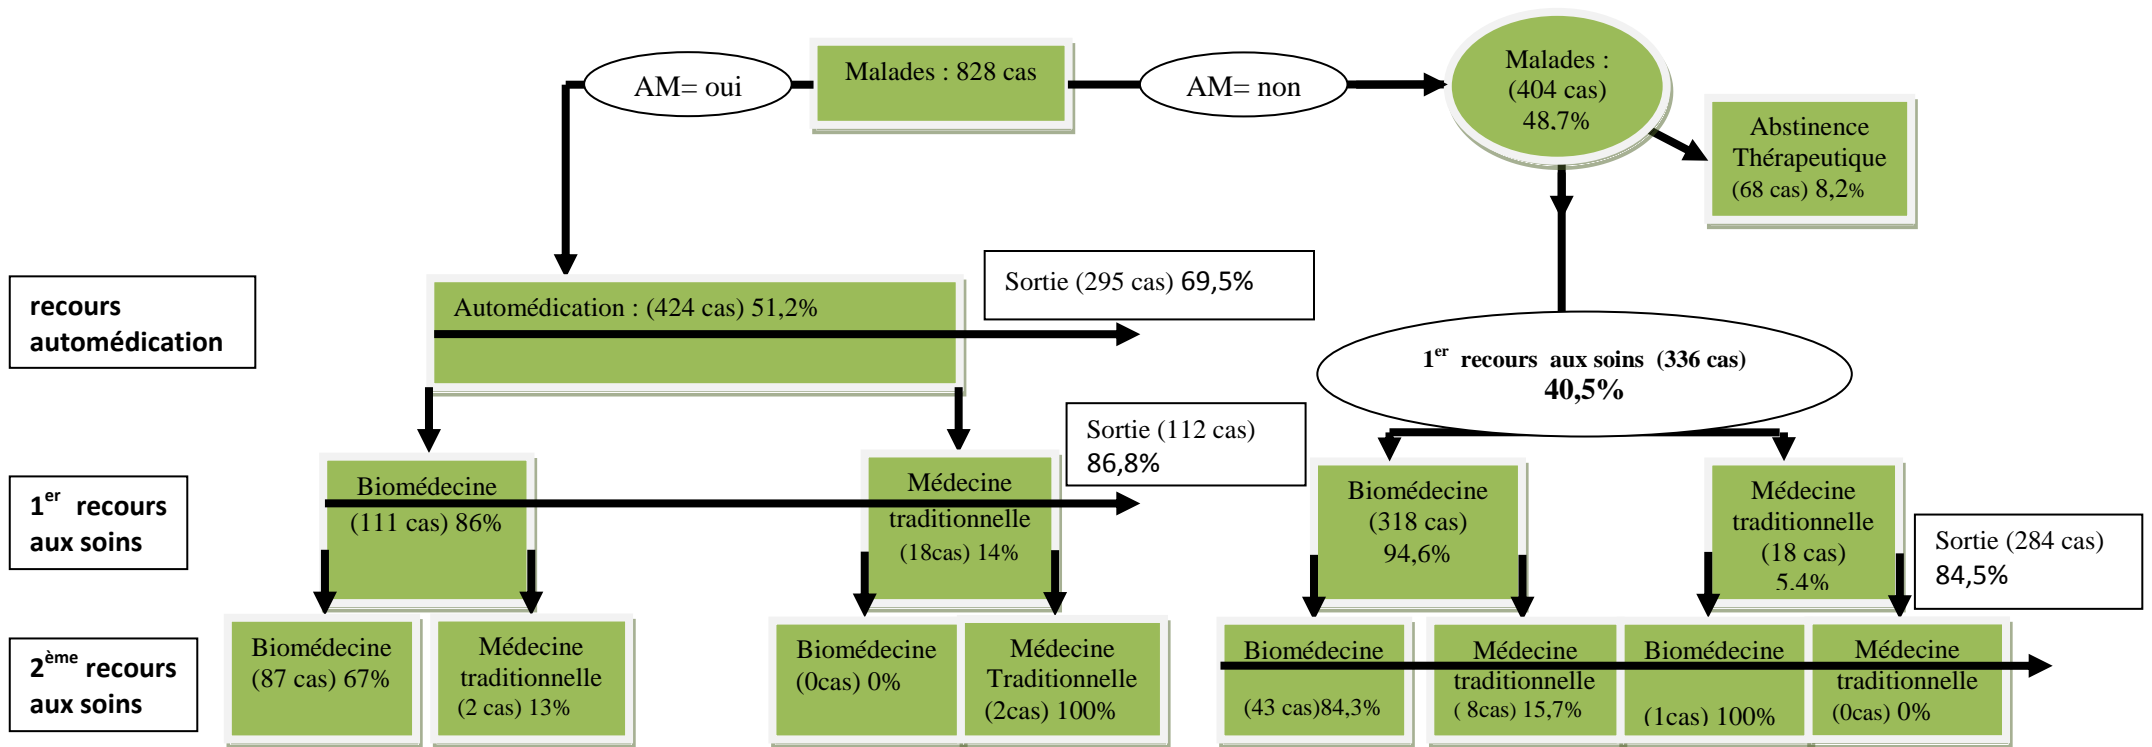 AM= oui
Malades : 828 cas
AM= non
Malades :
(404 cas)
48,7%
Abstinence
Thérapeutique
(68 cas) 8,2%
recours
automédication
Automédication : (424 cas) 51,2%
Sortie (295 cas) 69,5%
1er recours aux soins (336 cas)
40,5%
1er recours
aux soins
Biomédecine
(111 cas) 86%
Médecine
traditionnelle
(18cas) 14%
Sortie (112 cas)
86,8%
Biomédecine
(318 cas)
94,6%
Médecine
traditionnelle
(18 cas)
5,4%
Sortie (284 cas)
84,5%
2ème recours
aux soins
Biomédecine
(87 cas) 67%
Médecine
traditionnelle
(2 cas) 13%
Biomédecine
(0cas) 0%
Médecine
Traditionnelle
(2cas) 100%
Biomédecine
(43 cas)84,3%
Médecine
traditionnelle
( 8cas) 15,7%
Biomédecine
(1cas) 100%
Médecine
traditionnelle
(0cas) 0%